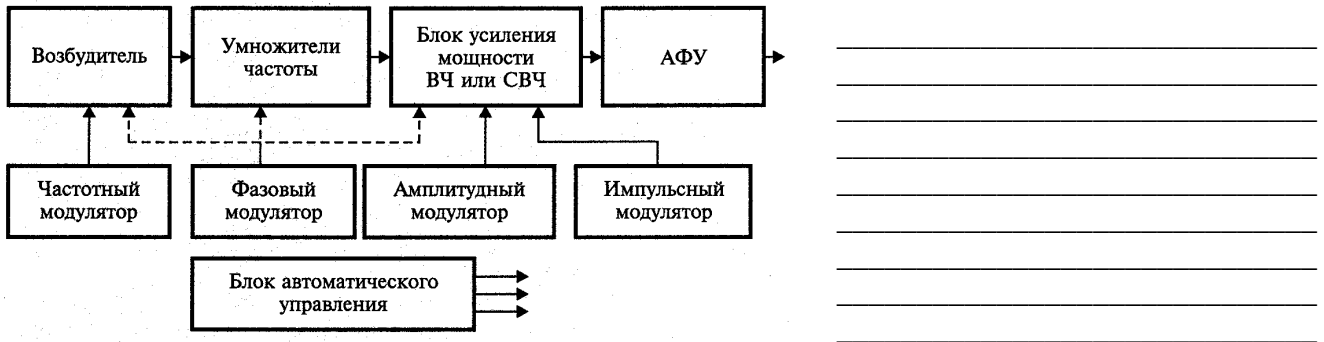 Возбудитель
Умножители
частоты
Блок усиления
мощности
ВЧ или СВЧ
АФУ
Частотный
модулятор
Фазовый
модулятор
Амплитудный
модулятор
Импульсный
модулятор
Блок автоматического
управления